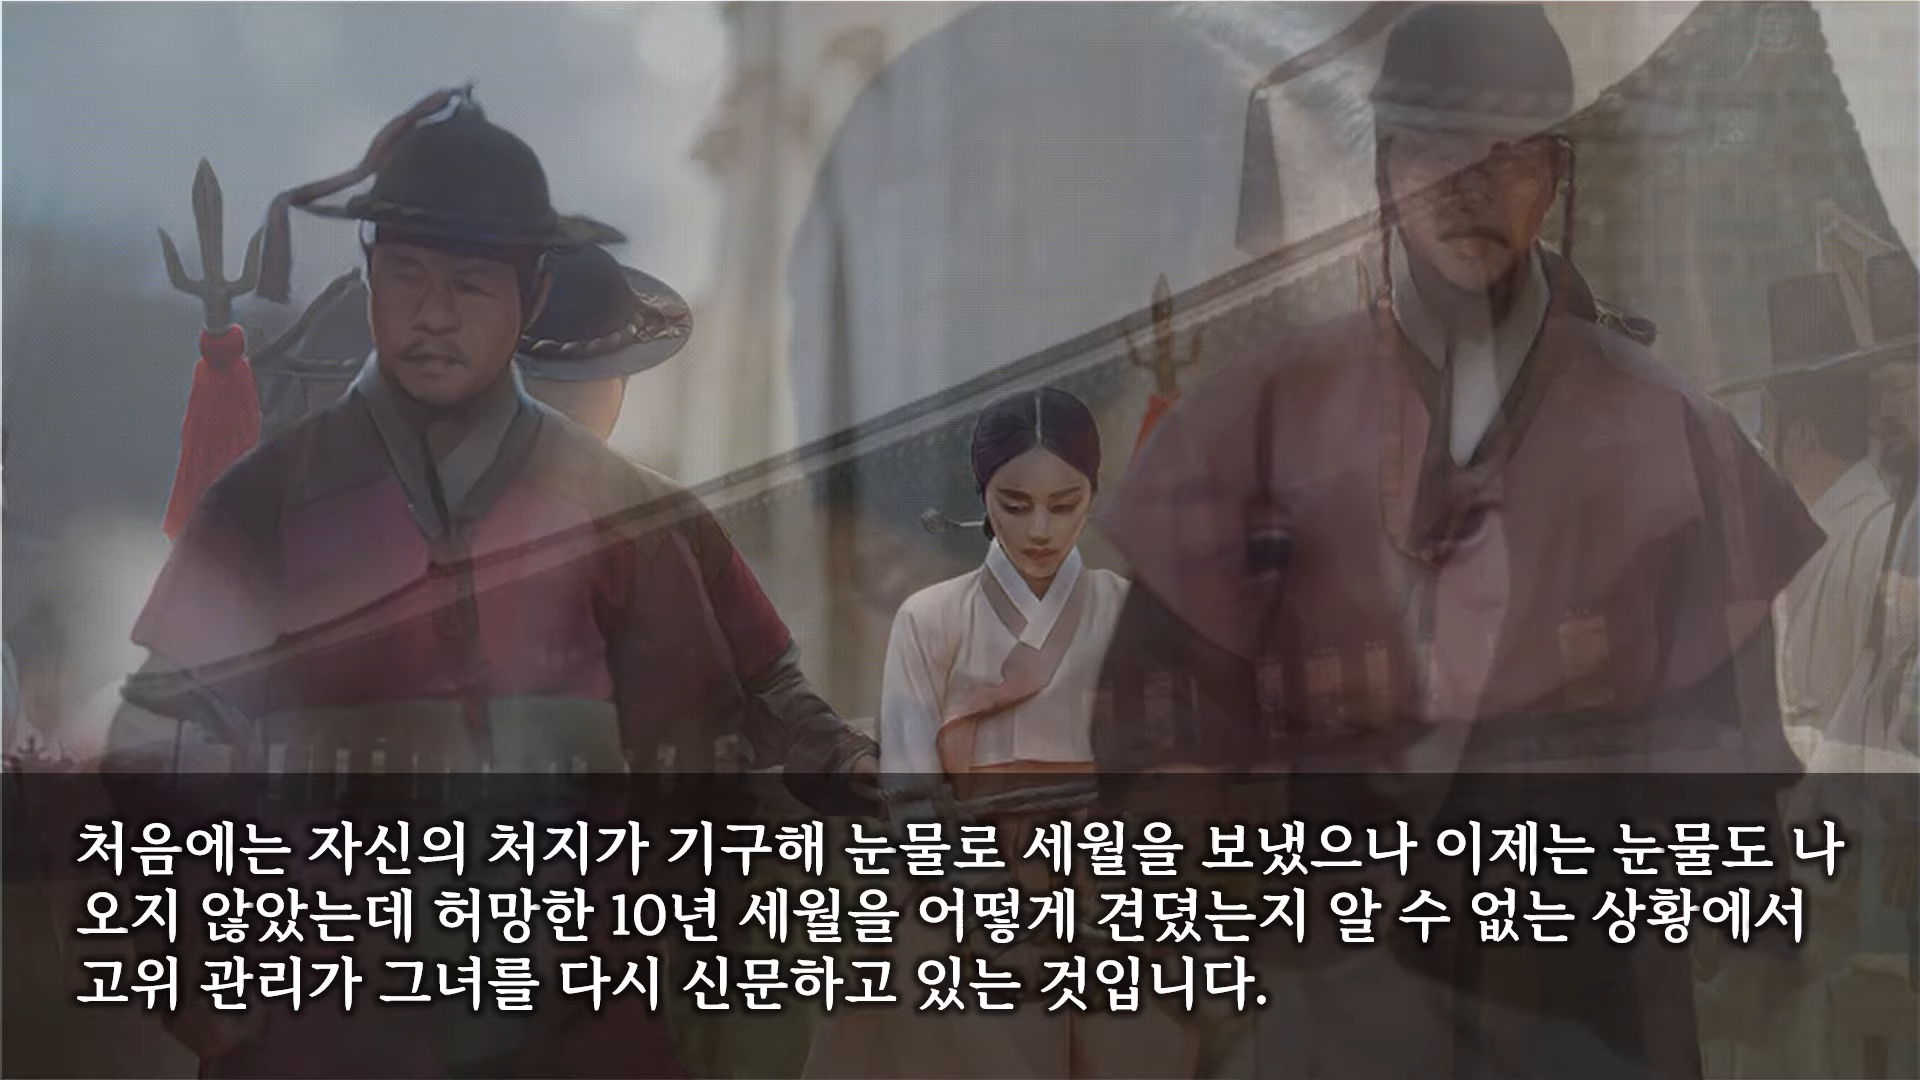 처음에는 자신의 처지가 기구해 눈물로 세월을 보냈으나 이제는 눈물도 나
오지 않았는데 허망한 10년 세월을 어떻게 견뎠는지 알 수 없는 상황에서
고위 관리가 그녀를 다시 신문하고 있는 것입니다.